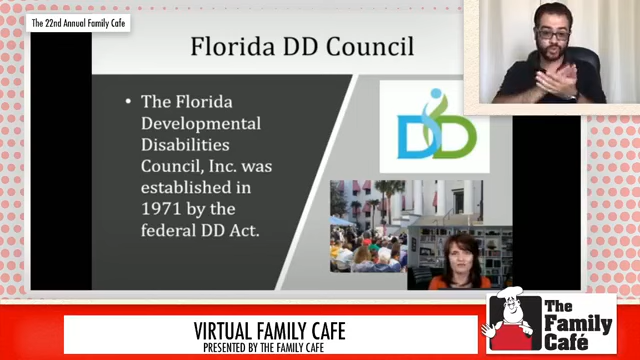 The 22nd Annual Family Cafe
Florida DD Council
• The Florida
Developmental
Disabilities
Council, Inc. was
established in
1971 by the
federal DD Act.
DD
VIRTUAL FAMILY CAFE
PRESENTED BY THE FAMILY CAFE
The
Family
Café